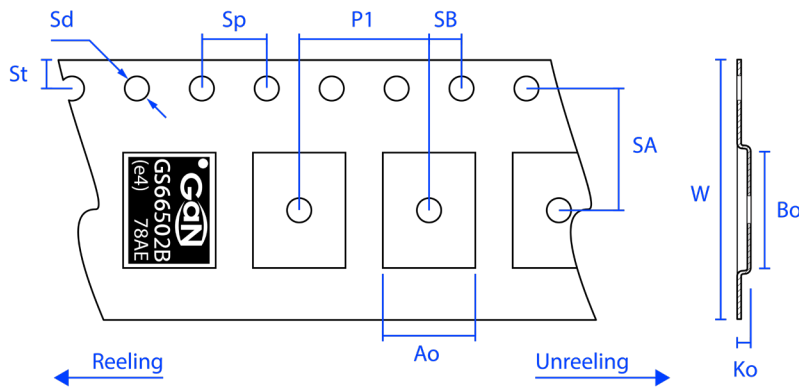 Sd
Sp
P1
SB
St
SA
GaN
GS66502B
(e4) 78AE
W
Bo
Ao
Ko
Reeling
Unreeling